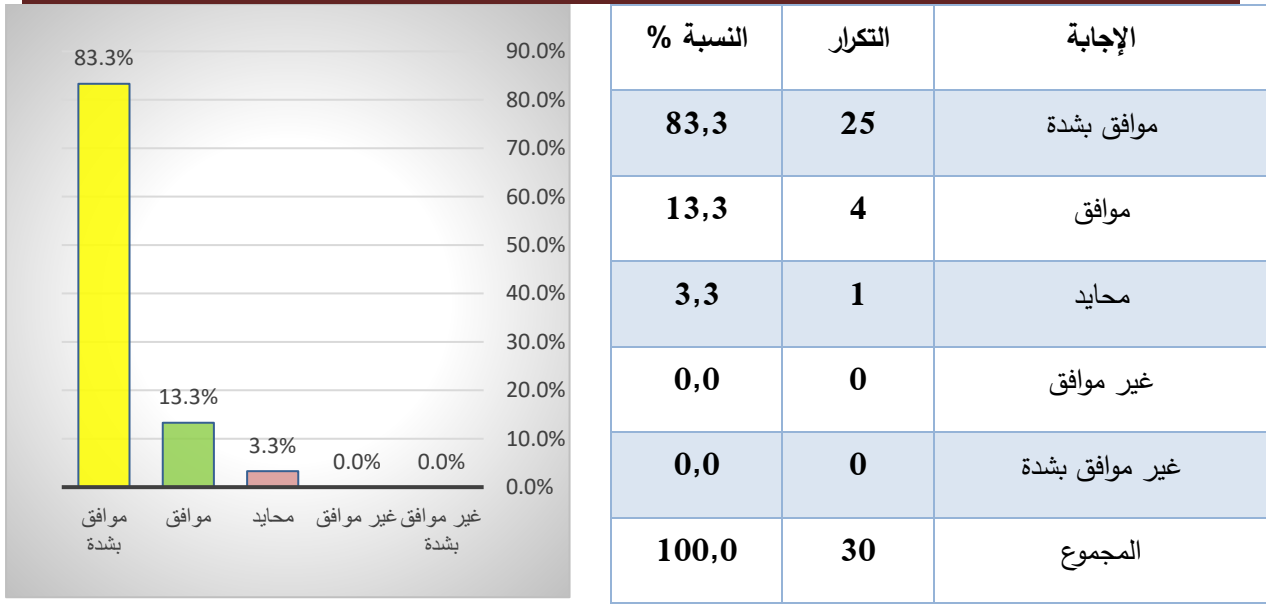 الإجابة التكرار النسبة %
موافق بشدة 25 83,3
موافق 4 13,3
محايد 1 3,3
غير موافق 0 0,0
غير موافق بشدة 0 0,0
المجموع 30 100,0
90.0%
80.0%
70.0%
60.0%
50.0%
40.0%
30.0%
20.0%
10.0%
0.0%
83.3%
13.3%
3.3%
0.0%
0.0%
موافق
بشدة
موافق
محايد
غير موافق
غير موافق
بشدة